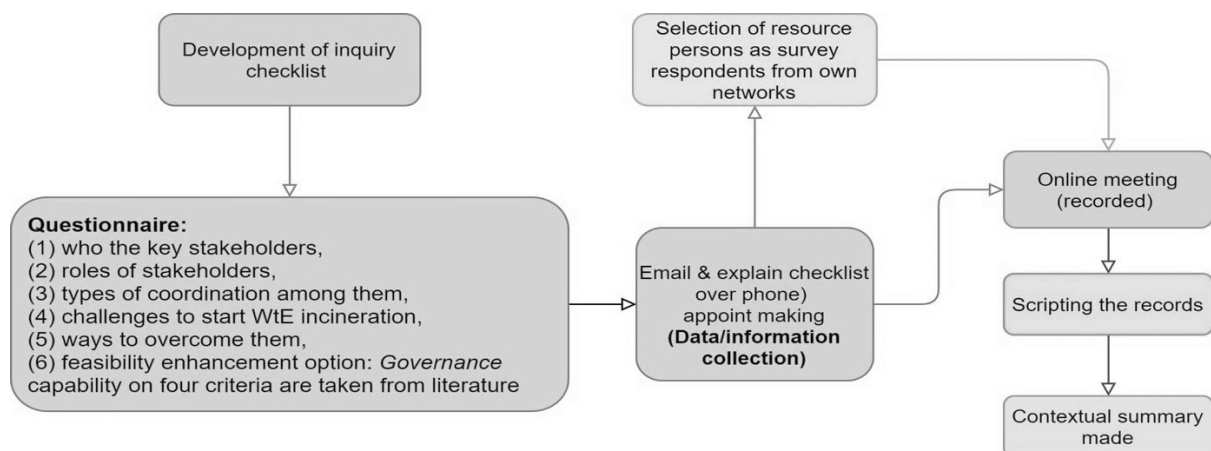 Development of inquiry
checklist
Questionnaire:
(1) who the key stakeholders,
(2) roles of stakeholders,
(3) types of coordination among them,
(4) challenges to start WtE incineration,
(5) ways to overcome them,
(6) feasibility enhancement option: Governance
capability on four criteria are taken from literature
Email & explain checklist
over phone)
appoint making
(Data/information
collection)
Selection of resource
persons as survey
respondents from own
networks
Online meeting
(recorded)
Scripting the records
Contextual summary
made